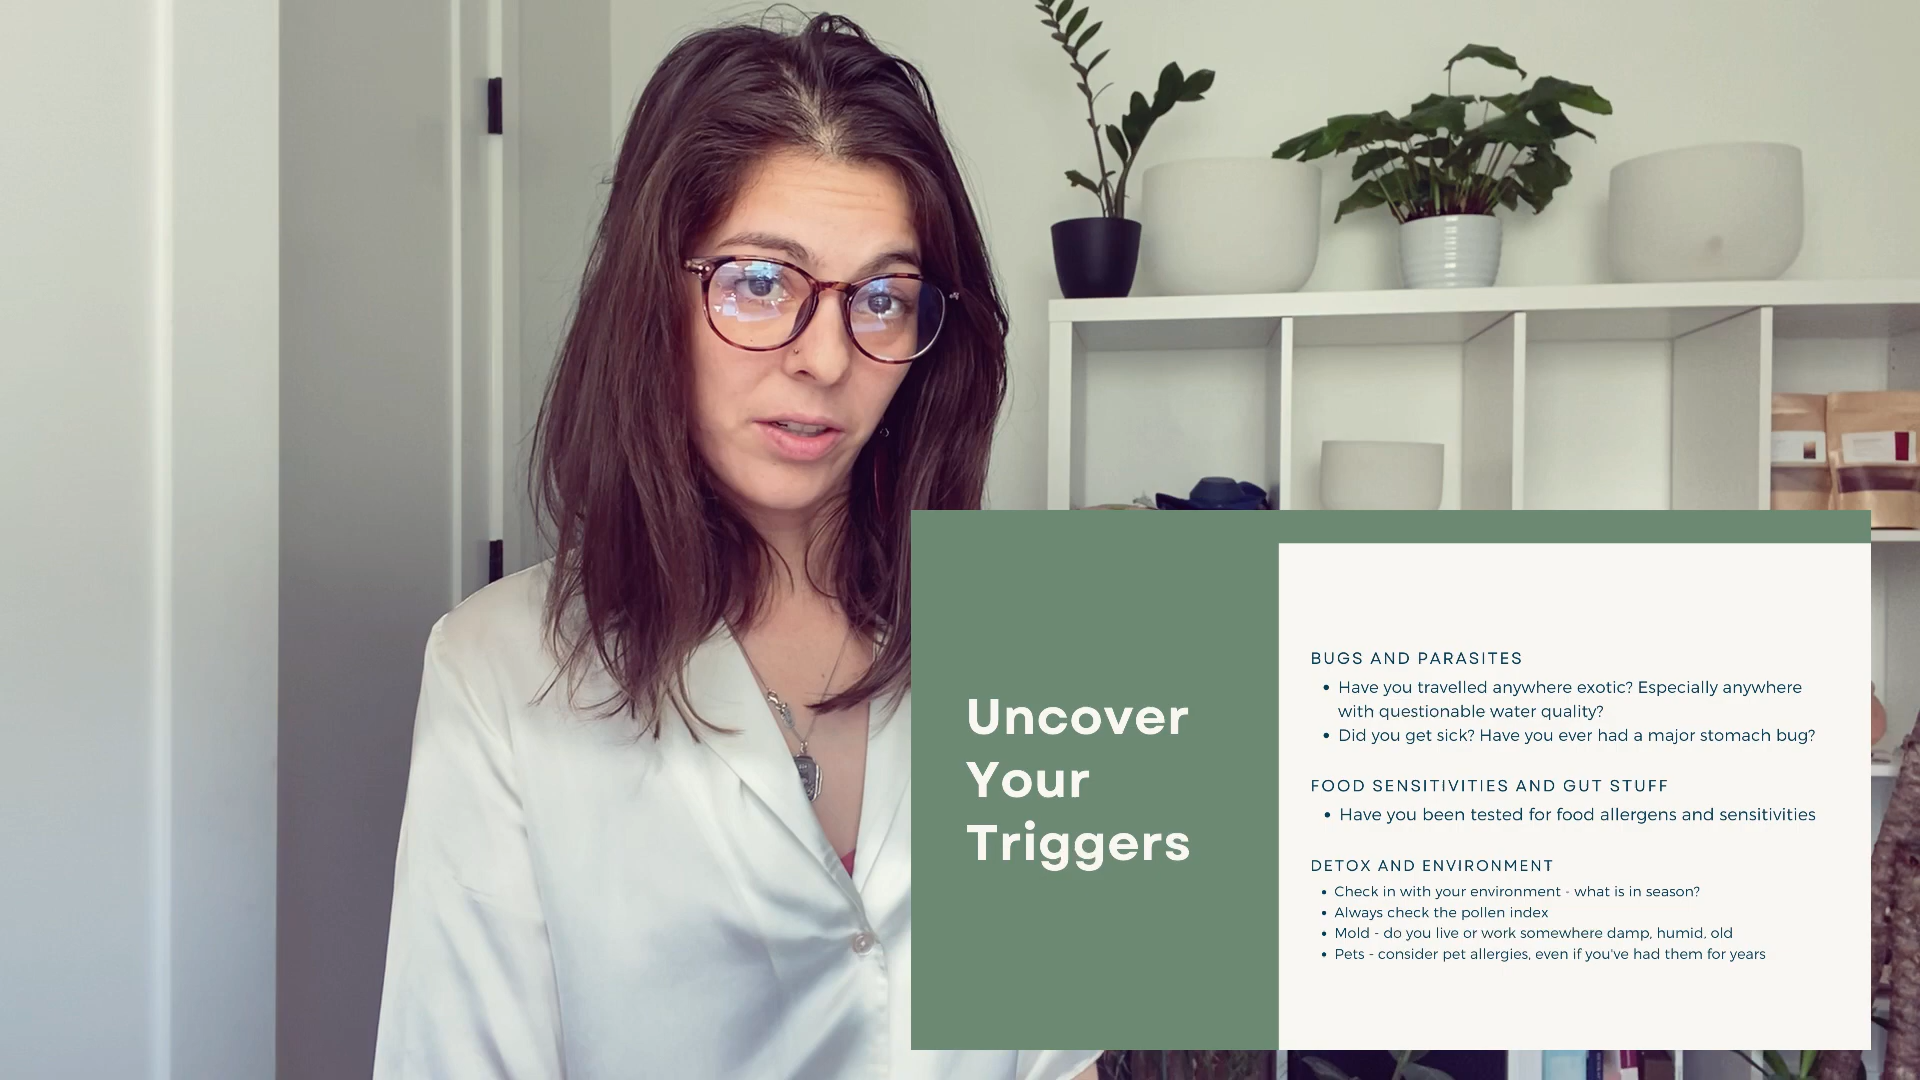 Uncover
Your
Triggers
BUGS AND PARASITES
• Have you travelled anywhere exotic? Especially anywhere
with questionable water quality?
• Did you get sick? Have you ever had a major stomach bug?
FOOD SENSITIVITIES AND GUT STUFF
• Have you been tested for food allergens and sensitivities
DETOX AND ENVIRONMENT
• Check in with your environment - what is in season?
• Always check the pollen index
• Mold - do you live or work somewhere damp, humid, old
• Pets - consider pet allergies, even if you've had them for years